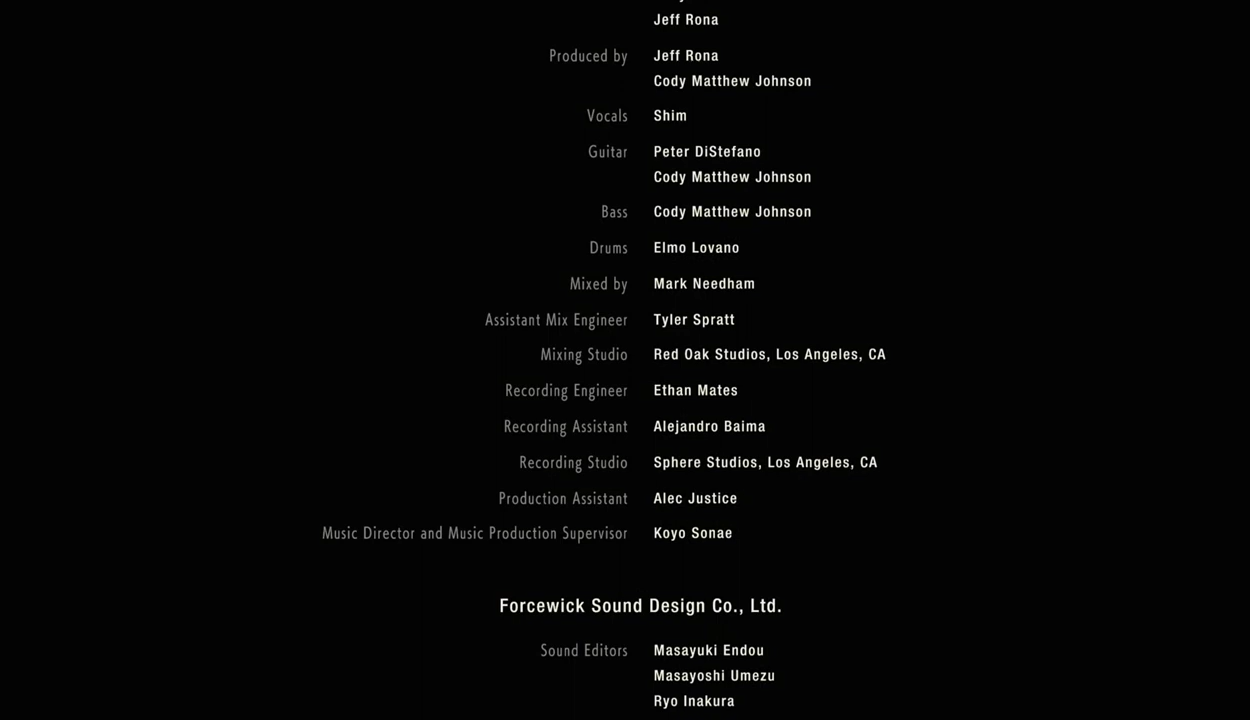 Jeff Rona
Produced by Jeff Rona
Cody Matthew Johnson
Vocals Shim
Guitar Peter DiStefano
Cody Matthew Johnson
Bass Cody Matthew Johnson
Drums Elmo Lovano
Mixed by Mark Needham
Assistant Mix Engineer Tyler Spratt
Mixing Studio Red Oak Studios, Los Angeles, CA
Recording Engineer Ethan Mates
Recording Assistant Alejandro Baima
Recording Studio Sphere Studios, Los Angeles, CA
Production Assistant Alec Justice
Music Director and Music Production Supervisor Koyo Sonae
Forcewick Sound Design Co., Ltd.
Sound Editors Masayuki Endou
Masayoshi Umezu
Ryo Inakura